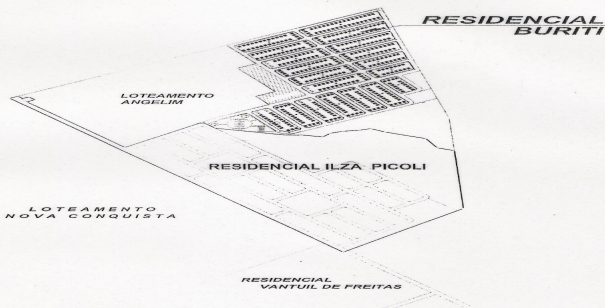 RESIDENCIAL
BURITI
LOTEAMENTO
ANGELIM
RESIDENCIAL ILZA PICOLI
LOTEAMENTO
NOVA CONQUISTA
RESIDENCIAL
VANTUIL DE FREITAS